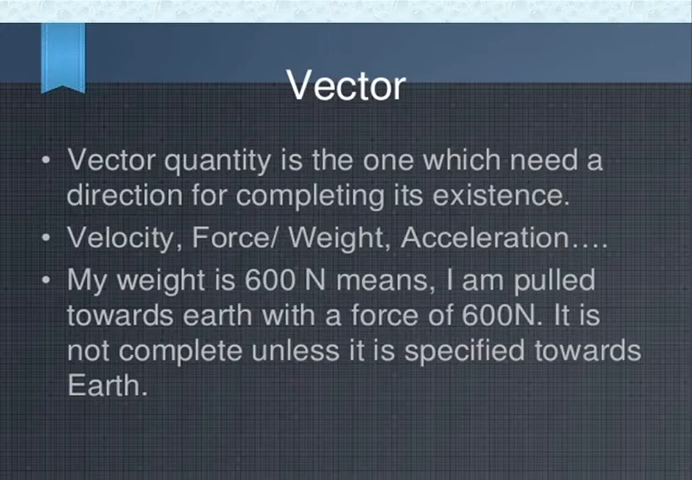 Vector
• Vector quantity is the one which need a
direction for completing its existence.
• Velocity, Force/ Weight, Acceleration….
• My weight is 600 N means, I am pulled
towards earth with a force of 600N. It is
not complete unless it is specified towards
Earth.